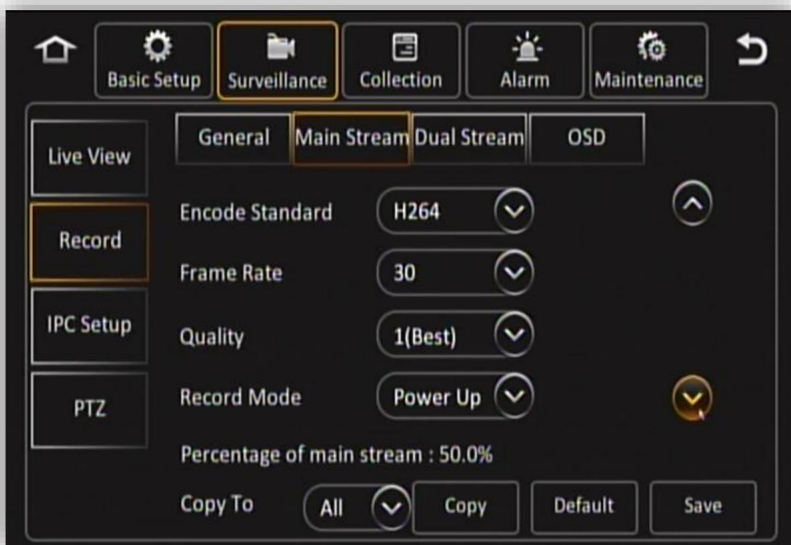 Basic Setup Surveillance Collection Alarm Maintenance
General Main Stream Dual Stream OSD
Live View
Record
IPC Setup
PTZ
Encode Standard H264
Frame Rate 30
Quality 1(Best)
Record Mode Power Up
Percentage of main stream : 50.0%
Copy To All Copy Default Save